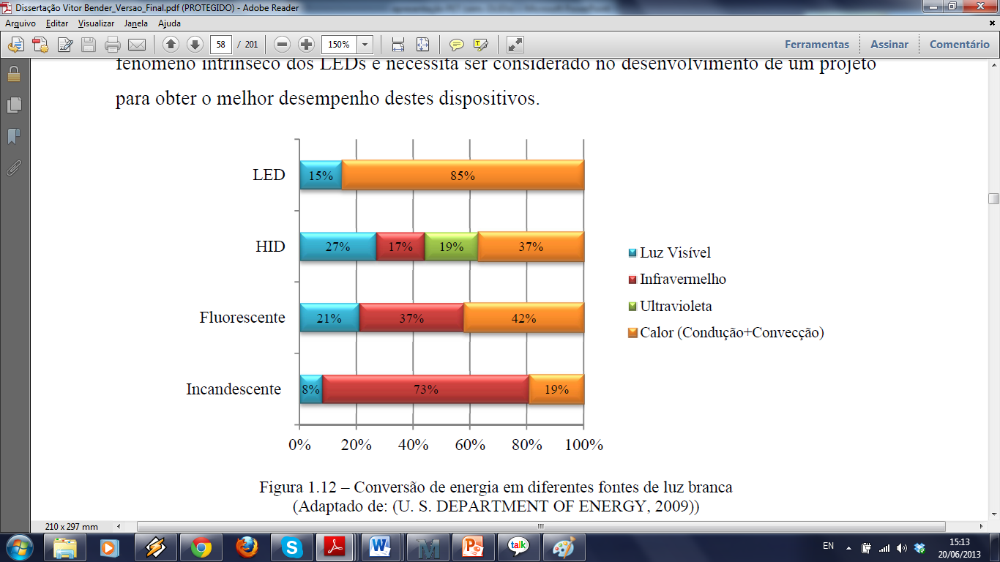 Dissertação Vitor Bender_Versao_Final.pdf (PROTEGIDO) - Adobe Reader
Arquivo Editar Visualizar Janela Ajuda
58 / 201 150% Ferramentas Assinar Comentário
fenômeno intrínseco dos LEDs e necessita ser considerado no desenvolvimento de um projeto
para obter o melhor desempenho destes dispositivos.
LED 15% 85%
HID 27% 17% 19% 37%
Fluorescente 21% 37% 42%
Incandescente 8% 73% 19%
0% 20% 40% 60% 80% 100%
Luz Visível
Infravermelho
Ultravioleta
Calor (Condução+Convecção)
Figura 1.12 – Conversão de energia em diferentes fontes de luz branca
(Adaptado de: (U. S. DEPARTMENT OF ENERGY, 2009))
210 x 297 mm
talk
EN
15:13
20/06/2013